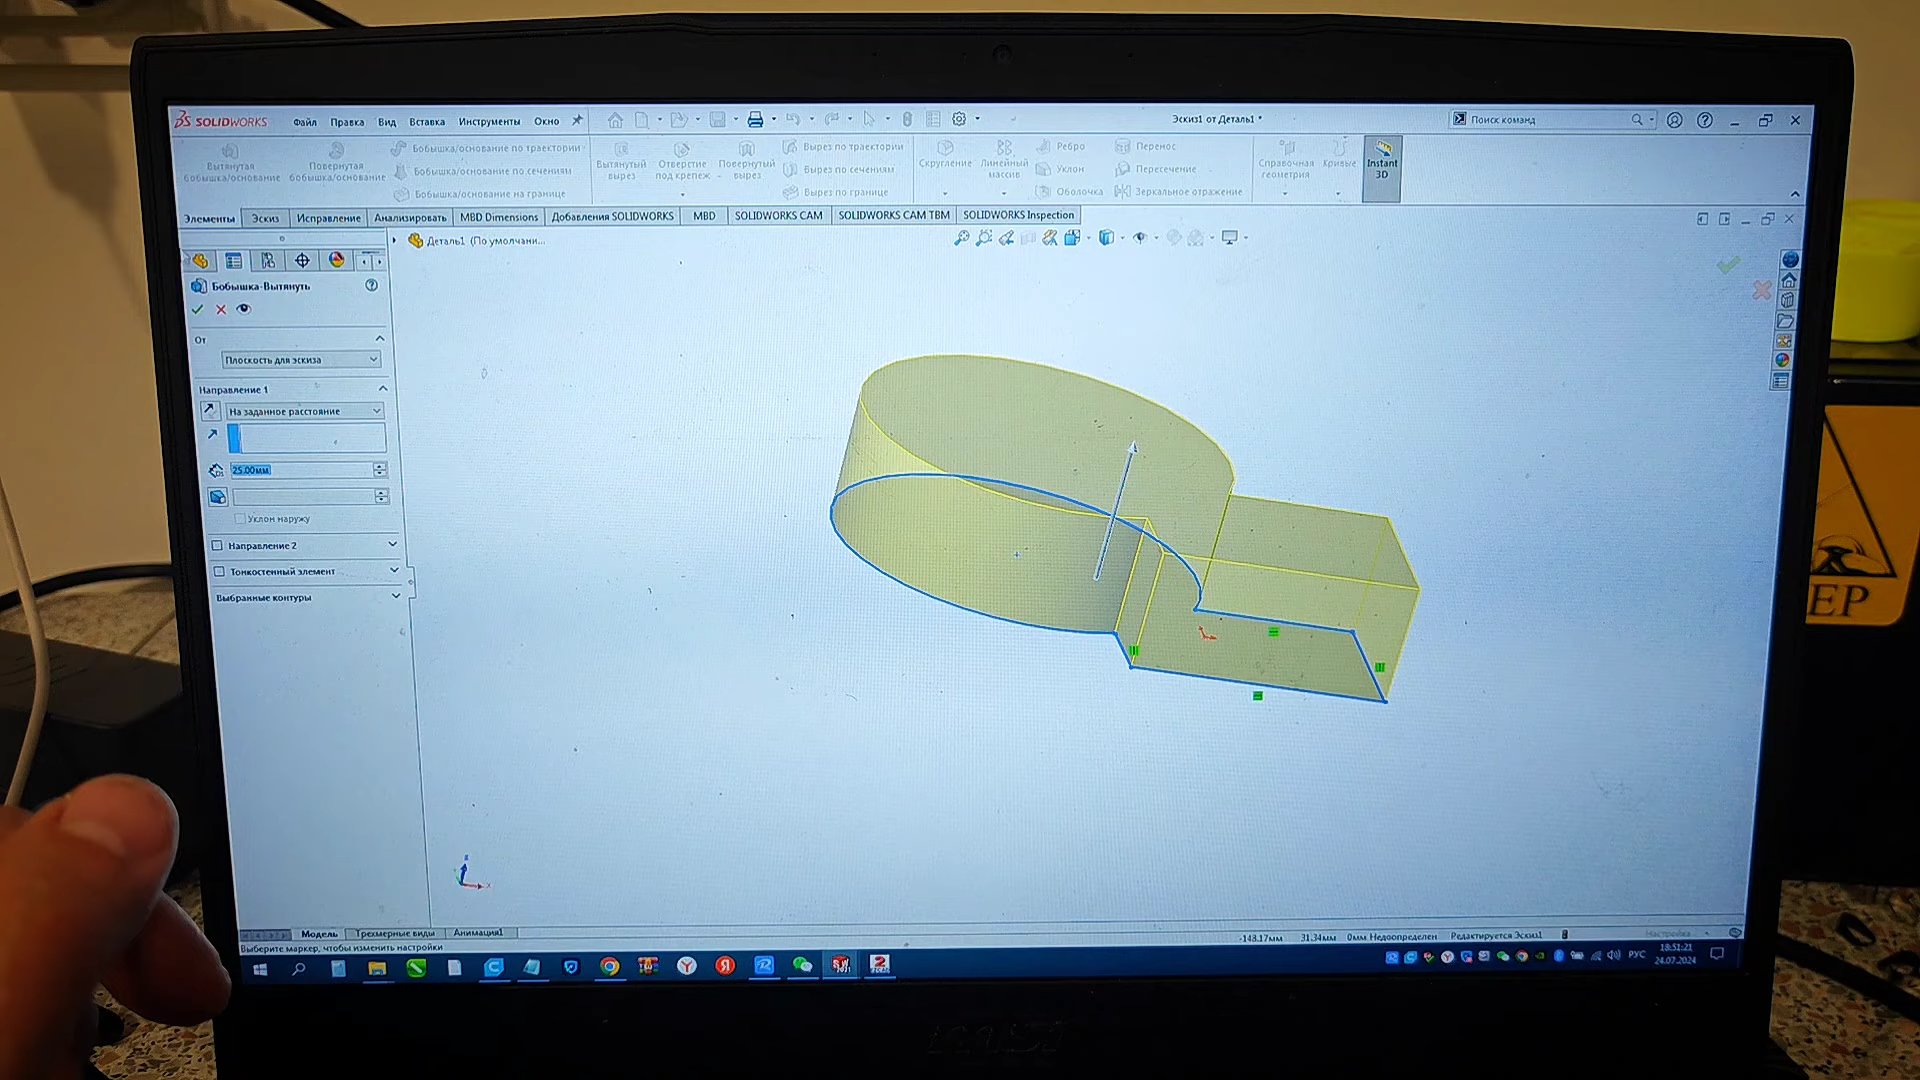 SOLIDWORKS Файл Правка Вид Вставка Инструменты Окно
Эскиз1 от Деталь1 *
Поиск команд
Вытянутая бобышка/основание
Повернутая бобышка/основание
Бобышка/основание по траектории
Бобышка/основание по сечениям
Бобышка/основание на границе
Вытянутый вырез
Отверстие под крепеж
Повернутый вырез
Вырез по траектории
Вырез по сечениям
Вырез по границе
Скругление
Линейный массив
Ребро
Уклон
Оболочка
Перенос
Пересечение
Зеркальное отражение
Справочная геометрия
Кривые
Instant 3D
Элементы Эскиз Исправление Анализировать MBD Dimensions Добавления SOLIDWORKS MBD SOLIDWORKS CAM SOLIDWORKS CAM TBM SOLIDWORKS Inspection
Деталь1 (По умолчани...
Бобышка-Вытянуть
От
Плоскость для эскиза
Направление 1
На заданное расстояние
25.00мм
Уклон наружу
Направление 2
Тонкостенный элемент
Выбранные контуры
Модель Трехмерные виды Анимация1
Выберите маркер, чтобы изменить настройки
-148.17мм 31.34мм 0мм Недоопределен Редактируется Эскиз1
Настройка
РУС
18:51:21
24.07.2024
EP